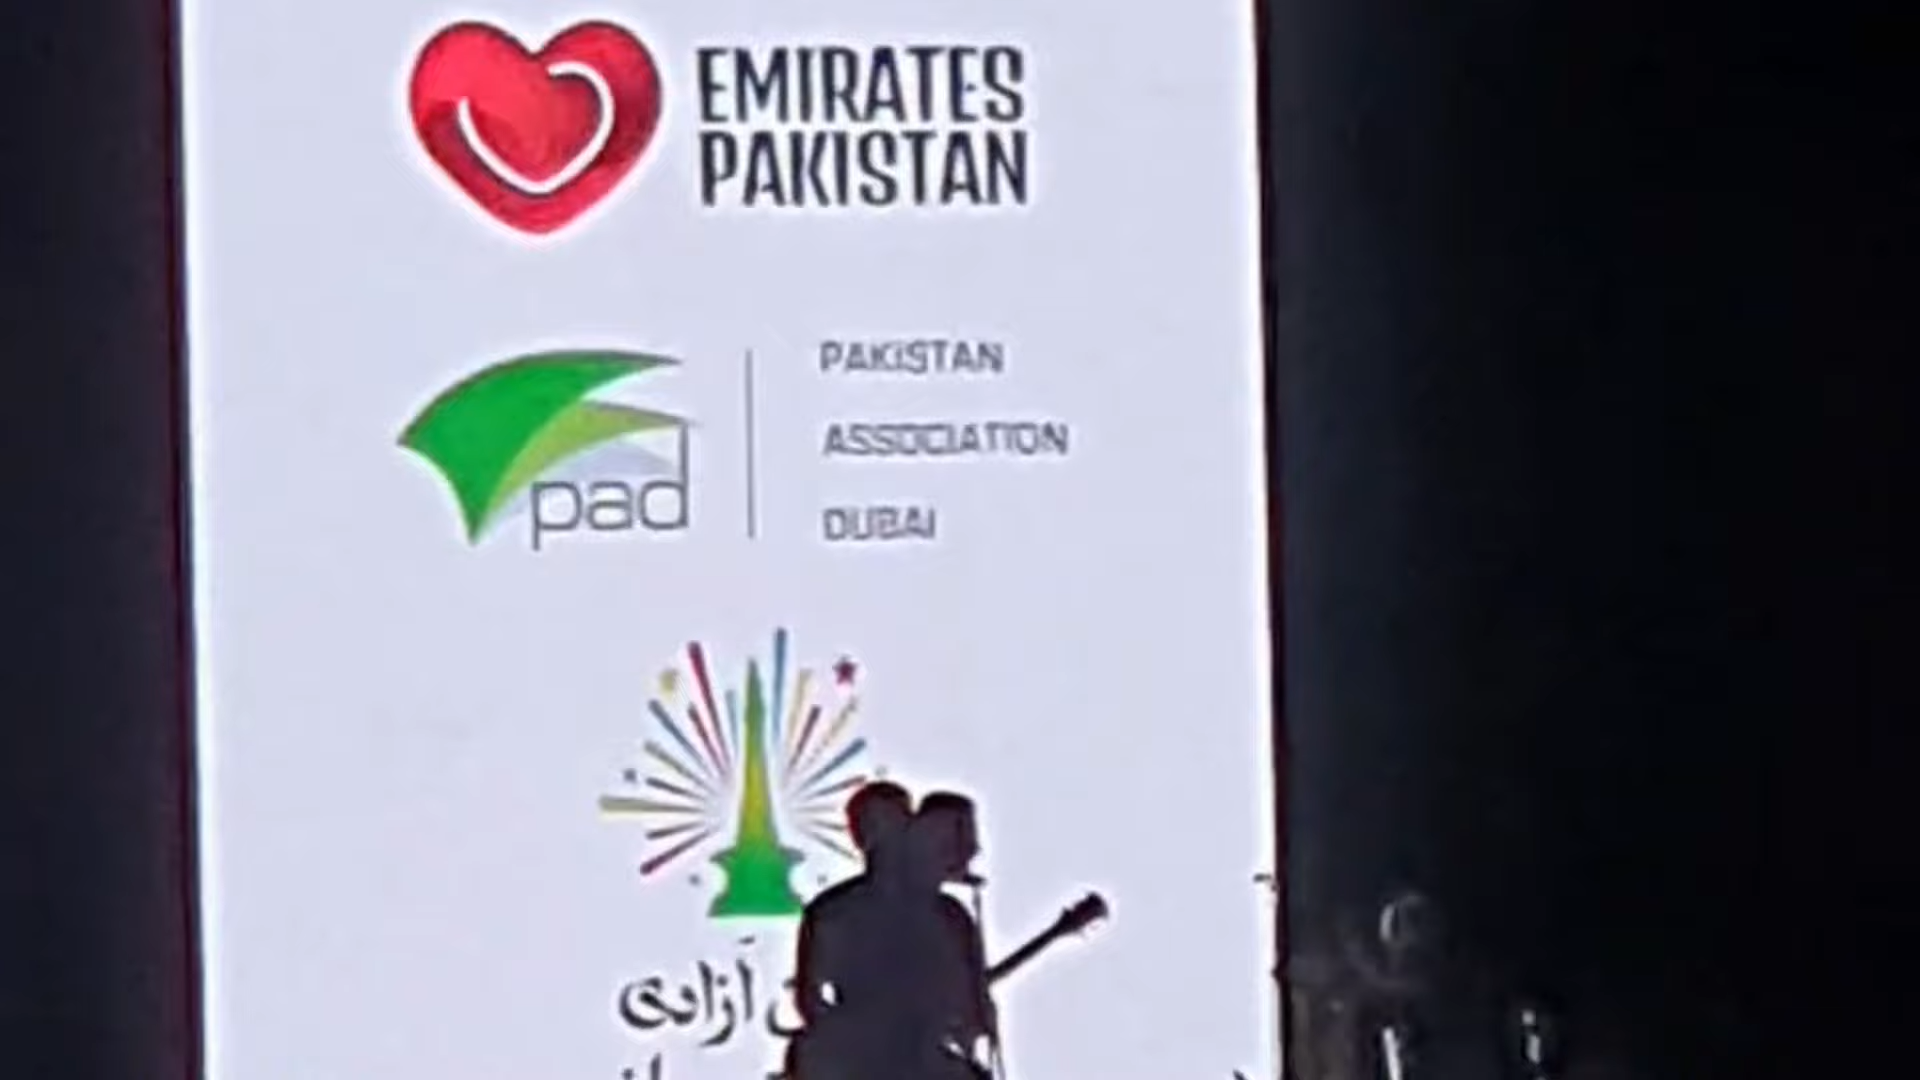 EMIRATES
PAKISTAN
pad
PAKISTAN
ASSOCIATION
DUBAI
آزادی